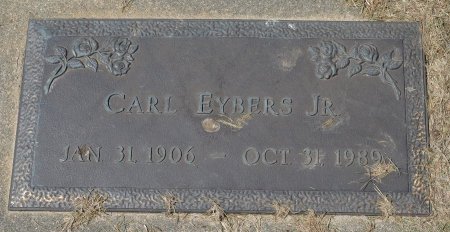 CARL EYBERS JR
JAN 31, 1906 — OCT 31, 1989